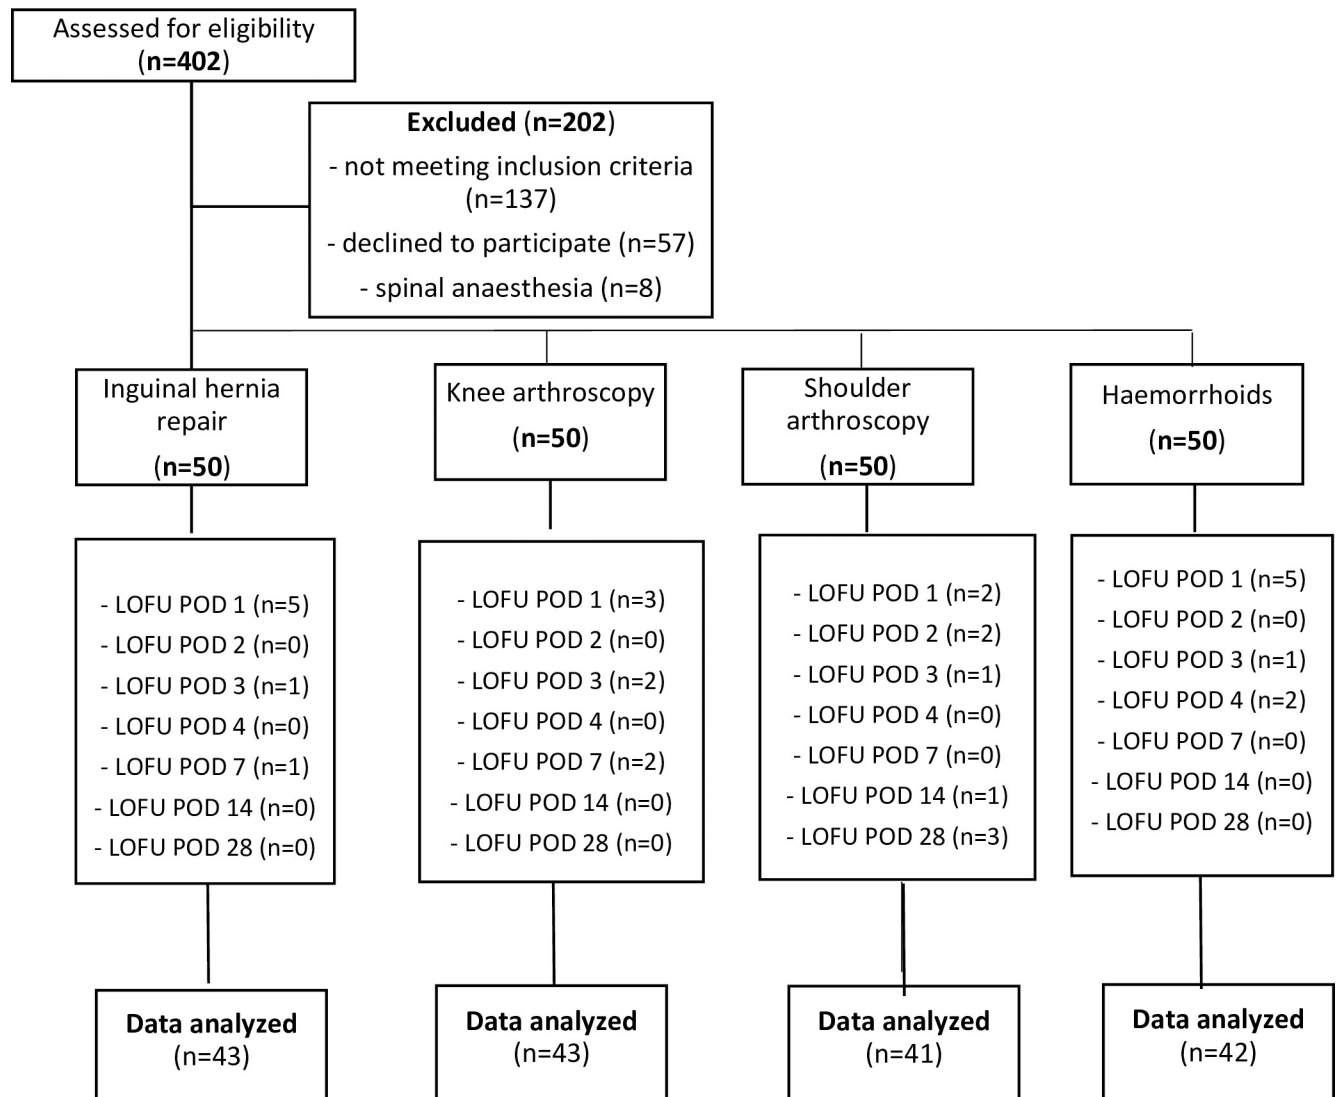 Assessed for eligibility
(n=402)
Excluded (n=202)
- not meeting inclusion criteria
(n=137)
- declined to participate (n=57)
- spinal anaesthesia (n=8)
Inguinal hernia
repair
(n=50)
Knee arthroscopy
(n=50)
Shoulder
arthroscopy
(n=50)
Haemorrhoids
(n=50)
- LOFU POD 1 (n=5)
- LOFU POD 2 (n=0)
- LOFU POD 3 (n=1)
- LOFU POD 4 (n=0)
- LOFU POD 7 (n=1)
- LOFU POD 14 (n=0)
- LOFU POD 28 (n=0)
- LOFU POD 1 (n=3)
- LOFU POD 2 (n=0)
- LOFU POD 3 (n=2)
- LOFU POD 4 (n=0)
- LOFU POD 7 (n=2)
- LOFU POD 14 (n=0)
- LOFU POD 28 (n=0)
- LOFU POD 1 (n=2)
- LOFU POD 2 (n=2)
- LOFU POD 3 (n=1)
- LOFU POD 4 (n=0)
- LOFU POD 7 (n=0)
- LOFU POD 14 (n=1)
- LOFU POD 28 (n=3)
- LOFU POD 1 (n=5)
- LOFU POD 2 (n=0)
- LOFU POD 3 (n=1)
- LOFU POD 4 (n=2)
- LOFU POD 7 (n=0)
- LOFU POD 14 (n=0)
- LOFU POD 28 (n=0)
Data analyzed
(n=43)
Data analyzed
(n=43)
Data analyzed
(n=41)
Data analyzed
(n=42)